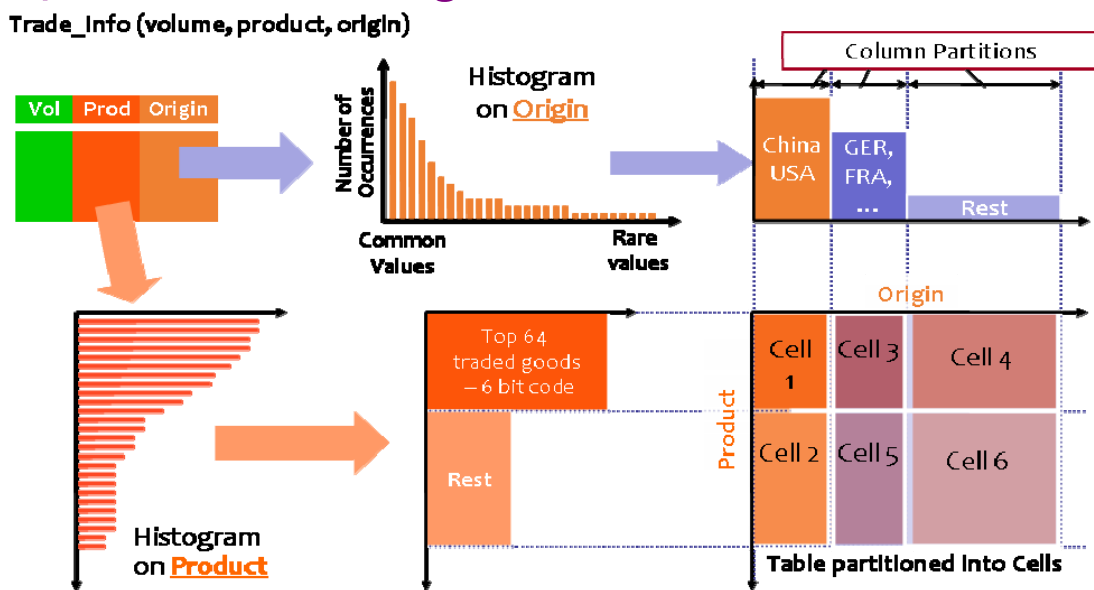 Trade_Info (volume, product, origin)
Column Partitions
Vol Prod Origin
Number of
Occurrences
Histogram
on Origin
Common
Values
Rare
values
China
USA
GER,
FRA,
...
Rest
Origin
Top 64
traded goods
– 6 bit code
Rest
Product
Cell
1
Cell 3
Cell 4
Cell 2
Cell 5
Cell 6
Histogram
on Product
Table partitioned into Cells